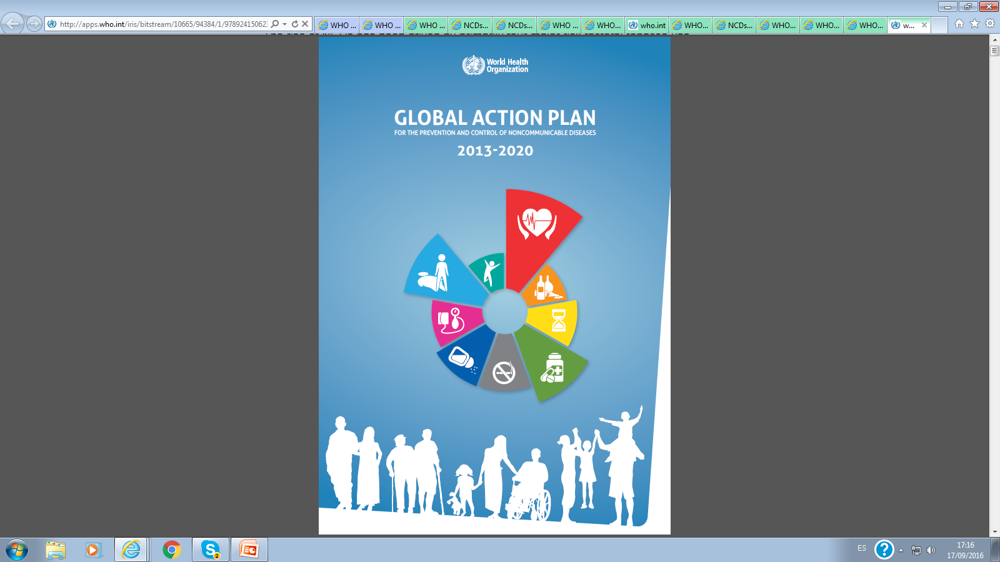 http://apps.who.int/iris/bitstream/10665/94384/1/97892415062
WHO ...
WHO ...
WHO ...
NCDs...
NCDs...
WHO ...
WHO...
who.int
WHO...
NCDs...
WHO...
WHO...
WHO...
w...
World Health
Organization
GLOBAL ACTION PLAN
FOR THE PREVENTION AND CONTROL OF NONCOMMUNICABLE DISEASES
2013-2020
2
ES
17:16
17/09/2016